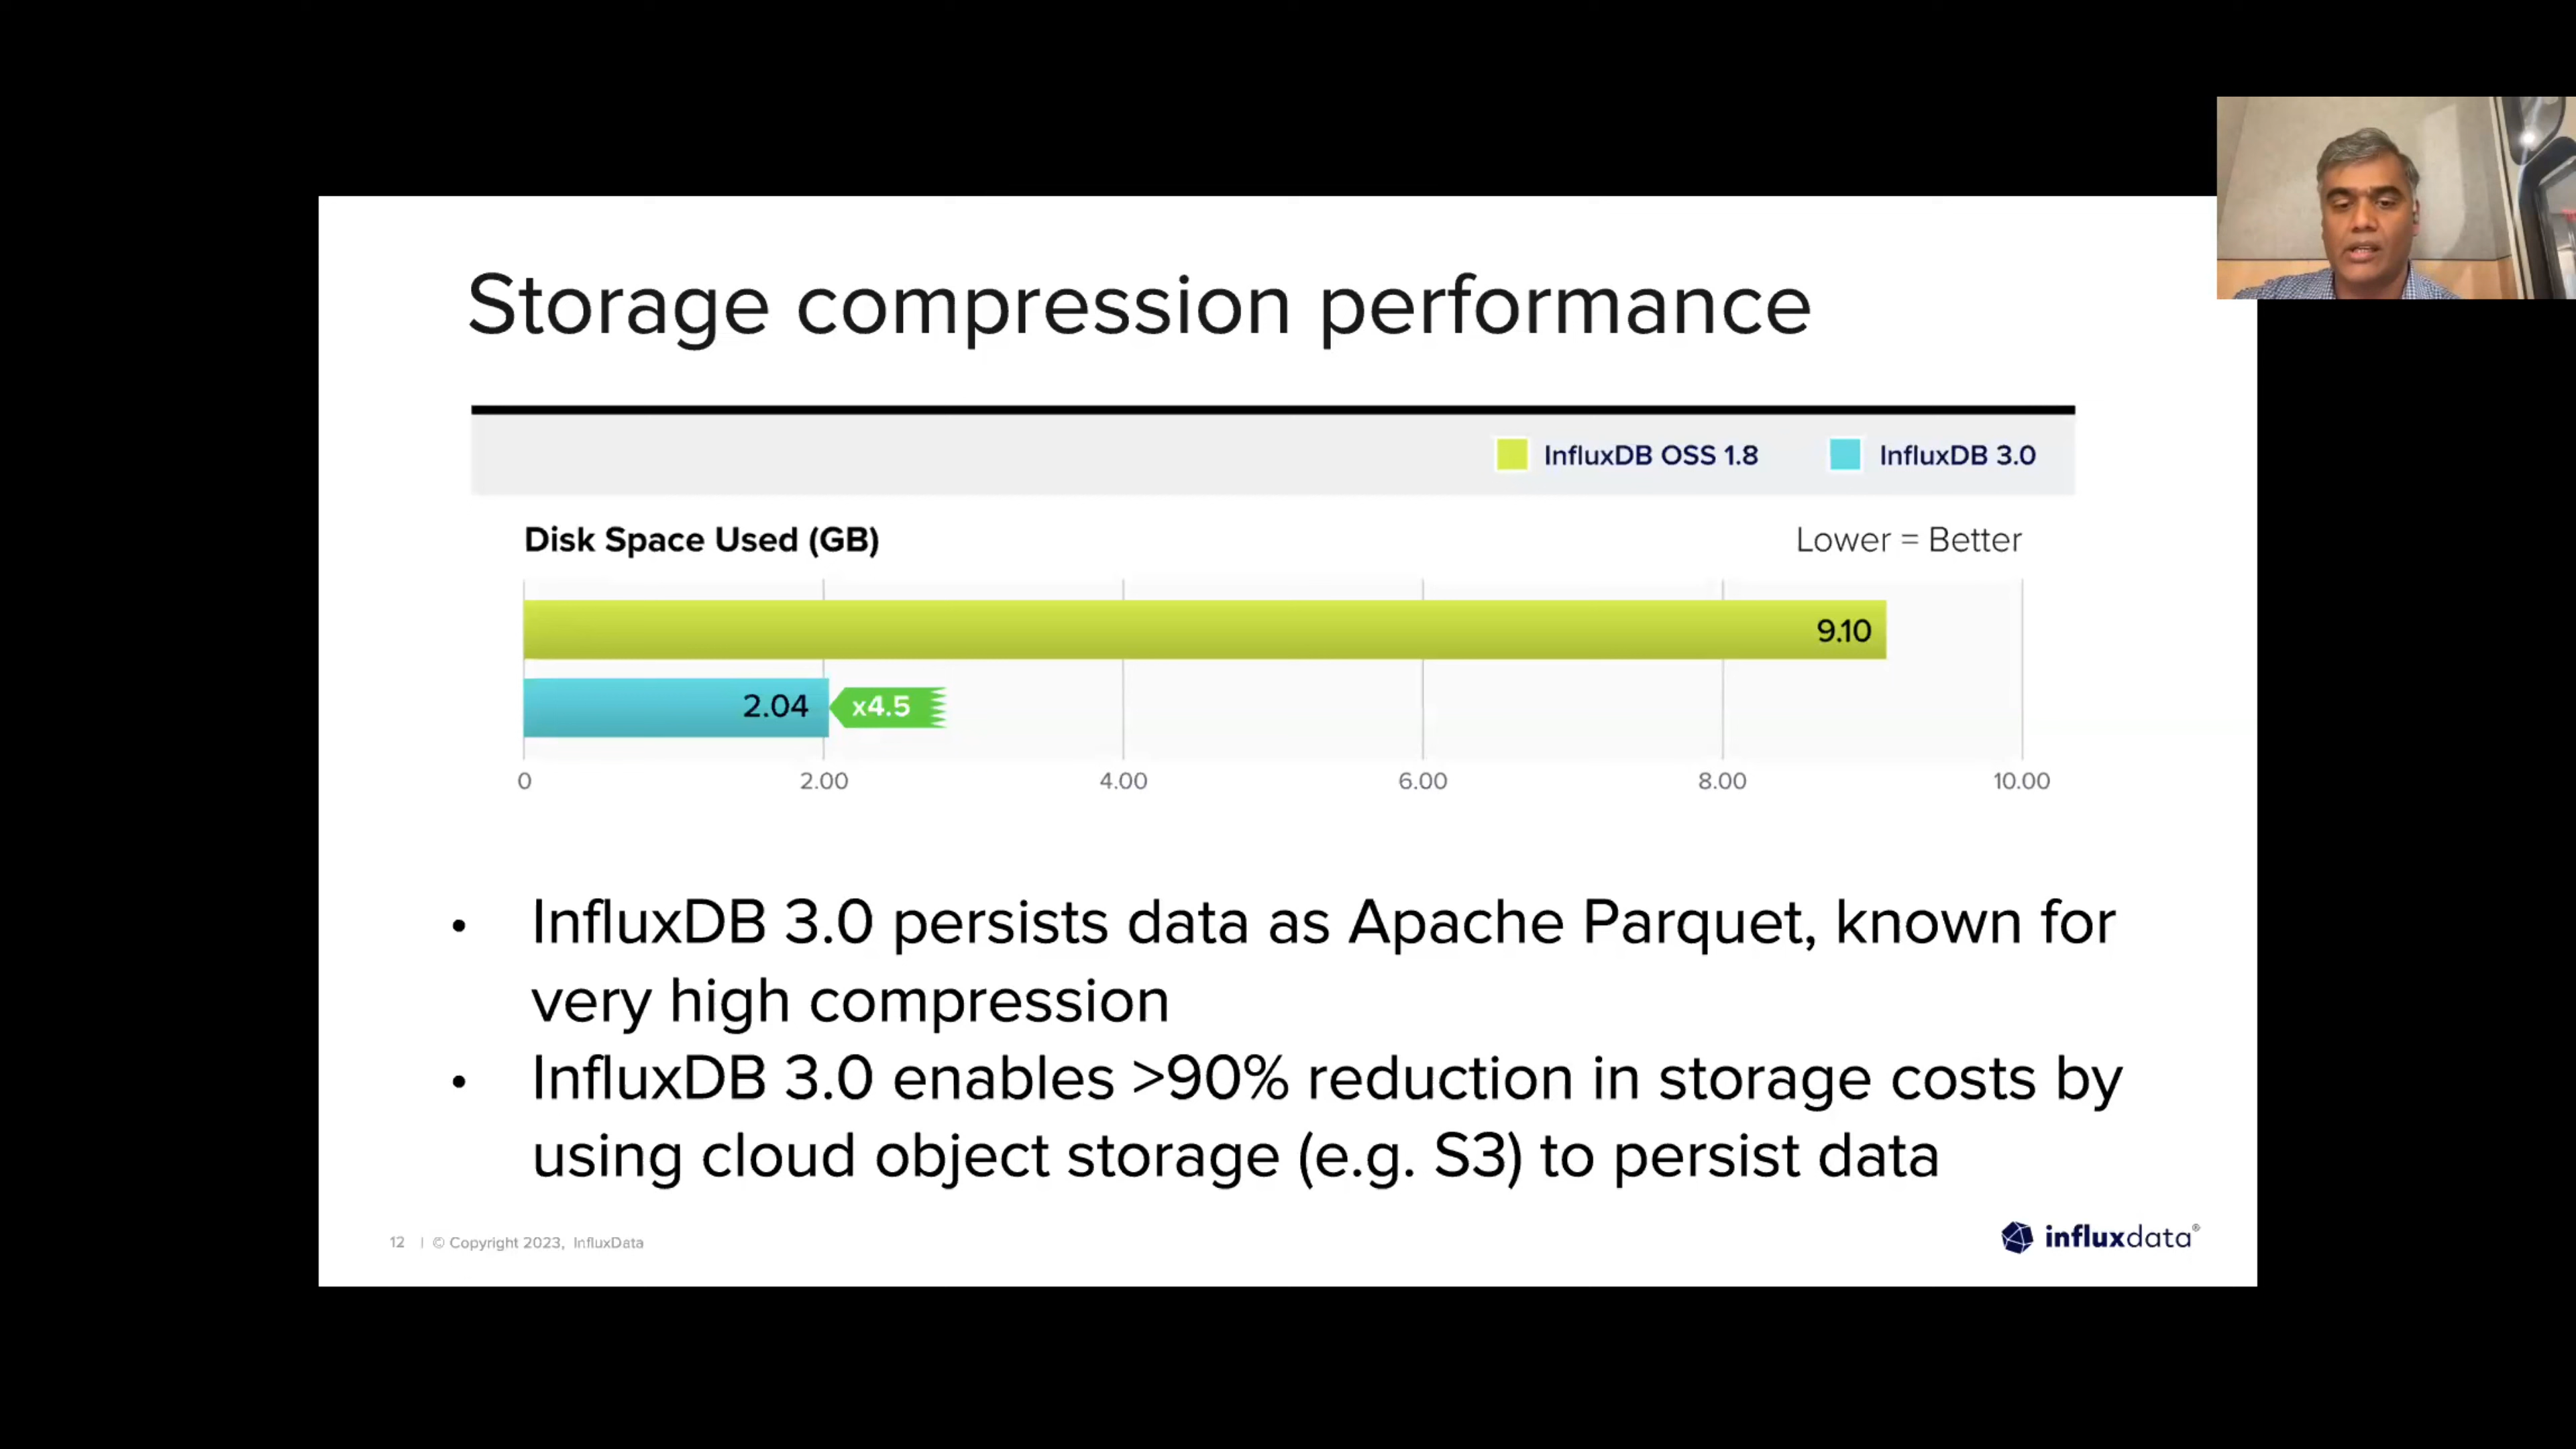 Storage compression performance
InfluxDB OSS 1.8
InfluxDB 3.0
Disk Space Used (GB)
Lower = Better
9.10
2.04
x4.5
0
2.00
4.00
6.00
8.00
10.00
• InfluxDB 3.0 persists data as Apache Parquet, known for
very high compression
• InfluxDB 3.0 enables >90% reduction in storage costs by
using cloud object storage (e.g. S3) to persist data
12 | © Copyright 2023, InfluxData
influxdata®